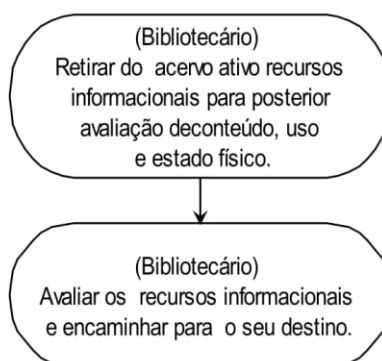 (Bibliotecário)
Retirar do acervo ativo recursos
informacionais para posterior
avaliação deconteúdo, uso
e estado físico.
(Bibliotecário)
Avaliar os recursos informacionais
e encaminhar para o seu destino.